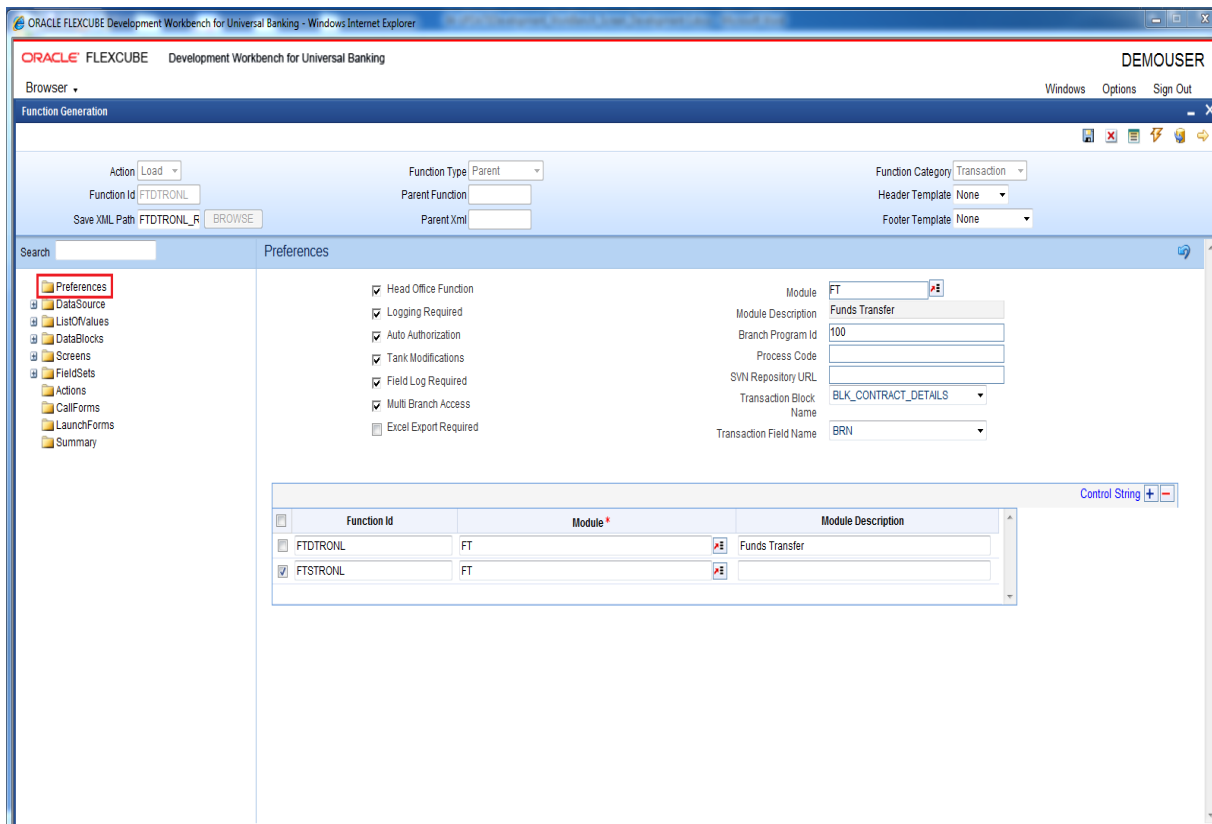 ORACLE FLEXCUBE Development Workbench for Universal Banking - Windows Internet Explorer
ORACLE FLEXCUBE Development Workbench for Universal Banking
DEMOUSER
Browser
Windows Options Sign Out
Function Generation
Action Load
Function Type Parent
Function Category Transaction
Function Id FTDTRONL
Parent Function
Header Template None
Save XML Path FTDTRONL_R BROWSE
Parent Xml
Footer Template None
Search
Preferences
DataSource
ListOfValues
DataBlocks
Screens
FieldSets
Actions
CallForms
LaunchForms
Summary
Preferences
Head Office Function
Logging Required
Auto Authorization
Tank Modifications
Field Log Required
Multi Branch Access
Excel Export Required
Module FT
Module Description Funds Transfer
Branch Program Id 100
Process Code
SVN Repository URL
Transaction Block Name BLK_CONTRACT_DETAILS
Transaction Field Name BRN
Control String + -
Function Id Module * Module Description
FTDTRONL FT Funds Transfer
FTSTRONL FT